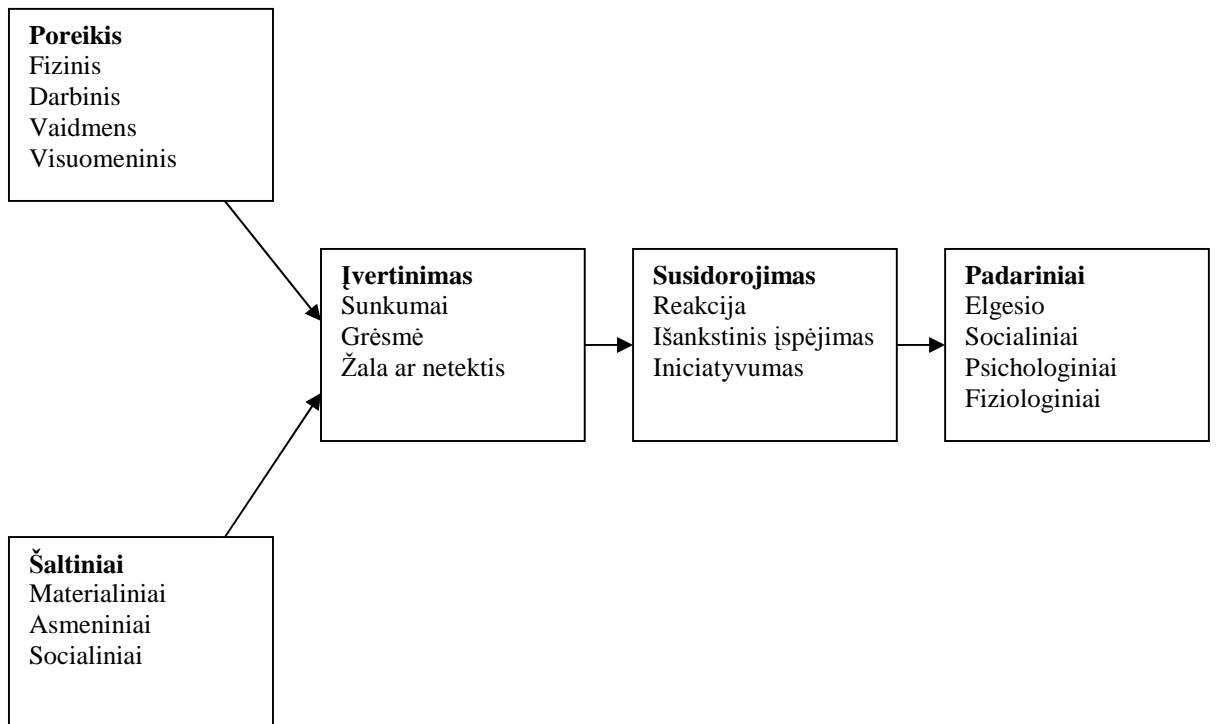 Poreikis
Fizinis
Darbinis
Vaidmens
Visuomeninis
Įvertinimas
Sunkumai
Grėsmė
Žala ar netektis
Susidorojimas
Reakcija
Išankstinis įspėjimas
Iniciatyvumas
Padariniai
Elgesio
Socialiniai
Psichologiniai
Fiziologiniai
Šaltiniai
Materialiniai
Asmeniniai
Socialiniai